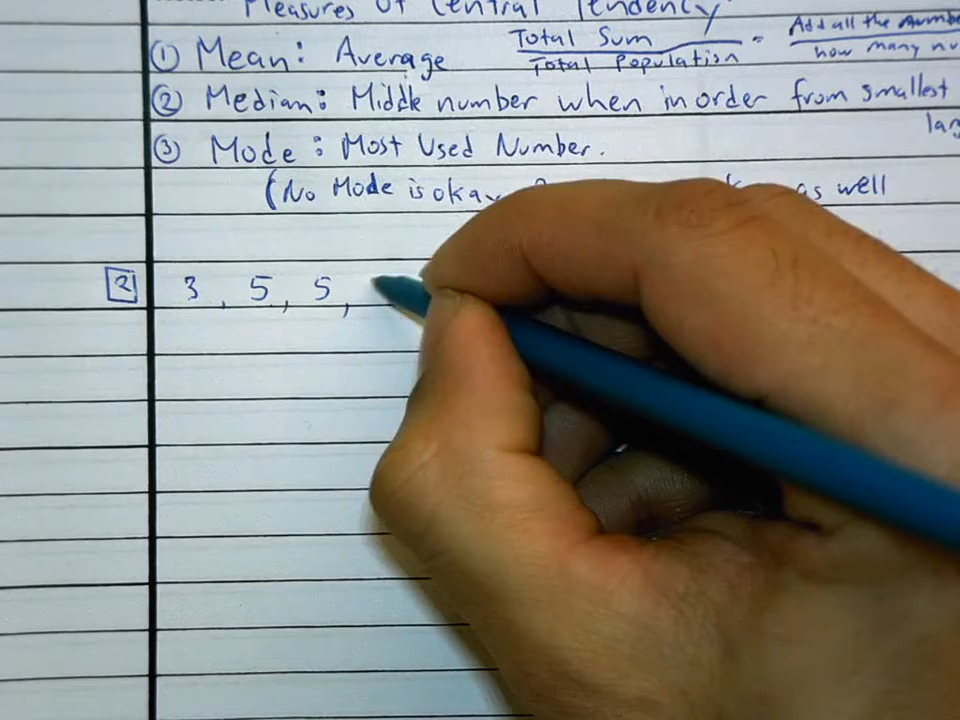 Measures Of Central Tendency
① Mean: Average Total Sum / Total Population = Add all the numbe / how many nu
② Median: Middle number when in order from smallest
larg
③ Mode: Most Used Number.
(No Mode is okay as well
2 3, 5, 5,